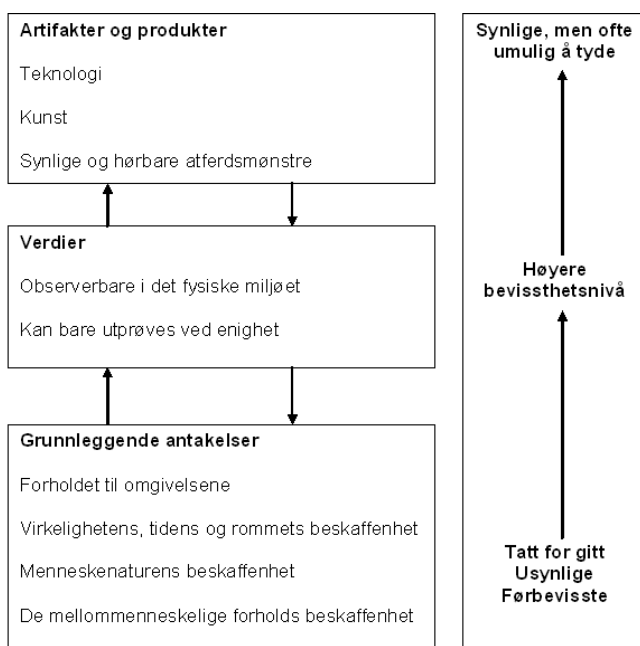 Artifakter og produkter
Teknologi
Kunst
Synlige og hørbare atferdsmønstre
Verdier
Observerbare i det fysiske miljøet
Kan bare utprøves ved enighet
Grunnleggende antakelser
Forholdet til omgivelsene
Virkelighetens, tidens og rommets beskaffenhet
Menneskenaturens beskaffenhet
De mellommenneskelige forholds beskaffenhet
Synlige, men ofte
umulig å tyde
Høyere
bevissthetsnivå
Tatt for gitt
Usynlige
Førbevisste